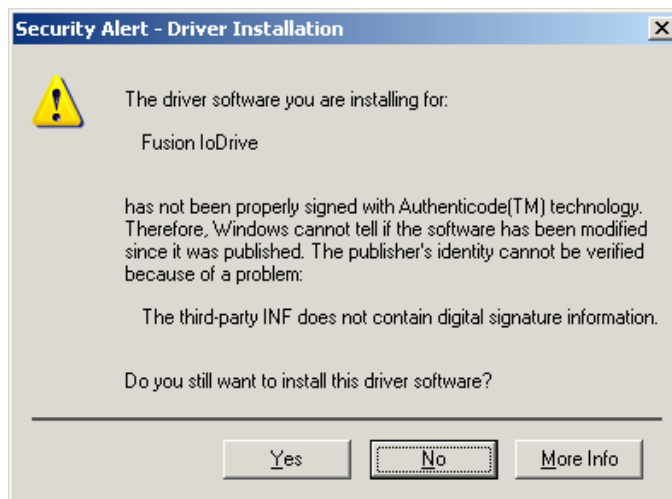 Security Alert - Driver Installation
The driver software you are installing for:
Fusion IoDrive
has not been properly signed with Authenticode(TM) technology.
Therefore, Windows cannot tell if the software has been modified
since it was published. The publisher's identity cannot be verified
because of a problem:
The third-party INF does not contain digital signature information.
Do you still want to install this driver software?
Yes No More Info